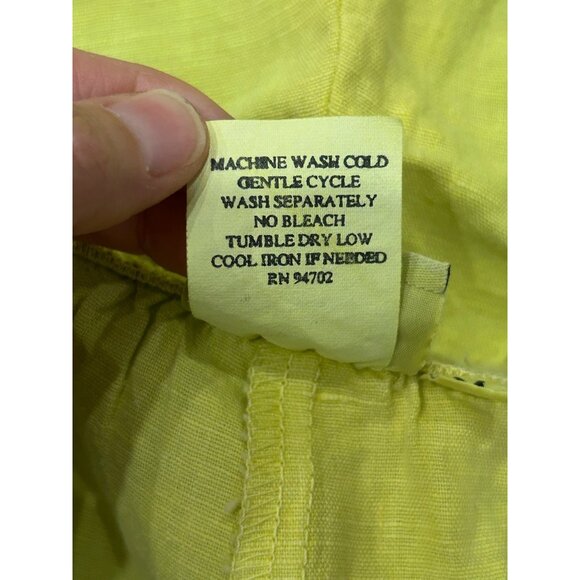 MACHINE WASH COLD
GENTLE CYCLE
WASH SEPARATELY
NO BLEACH
TUMBLE DRY LOW
COOL IRON IF NEEDED
RN 94702